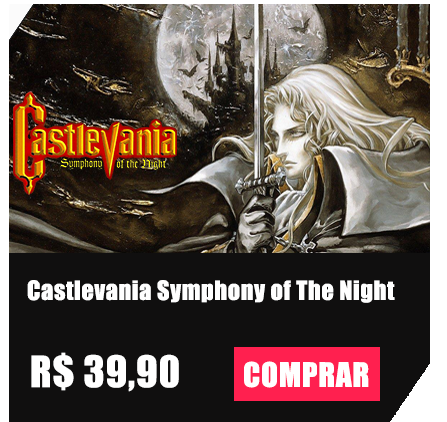 Castlevania
Symphony of the Night
Castlevania Symphony of The Night
R$ 39,90
COMPRAR